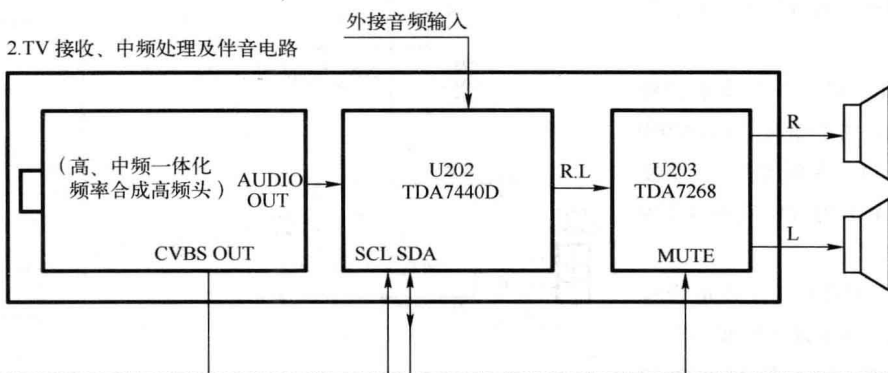 外接音频输入
2.TV 接收、中频处理及伴音电路
（高、中频一体化
频率合成高频头）
AUDIO
OUT
CVBS OUT
U202
TDA7440D
SCL SDA
R.L
U203
TDA7268
MUTE
R
L